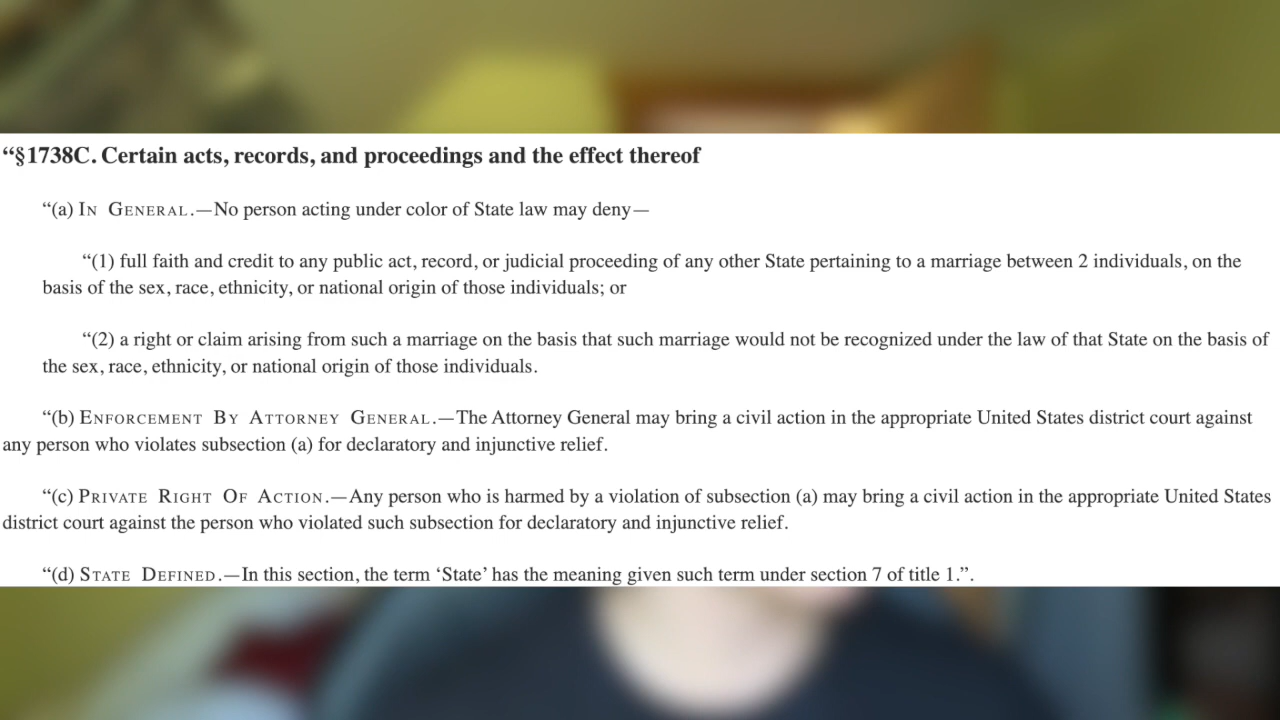 “§1738C. Certain acts, records, and proceedings and the effect thereof
“(a) IN GENERAL.—No person acting under color of State law may deny—
“(1) full faith and credit to any public act, record, or judicial proceeding of any other State pertaining to a marriage between 2 individuals, on the
basis of the sex, race, ethnicity, or national origin of those individuals; or
“(2) a right or claim arising from such a marriage on the basis that such marriage would not be recognized under the law of that State on the basis of
the sex, race, ethnicity, or national origin of those individuals.
“(b) ENFORCEMENT BY ATTORNEY GENERAL.—The Attorney General may bring a civil action in the appropriate United States district court against
any person who violates subsection (a) for declaratory and injunctive relief.
“(c) PRIVATE RIGHT OF ACTION.—Any person who is harmed by a violation of subsection (a) may bring a civil action in the appropriate United States
district court against the person who violated such subsection for declaratory and injunctive relief.
“(d) STATE DEFINED.—In this section, the term ‘State’ has the meaning given such term under section 7 of title 1.”.